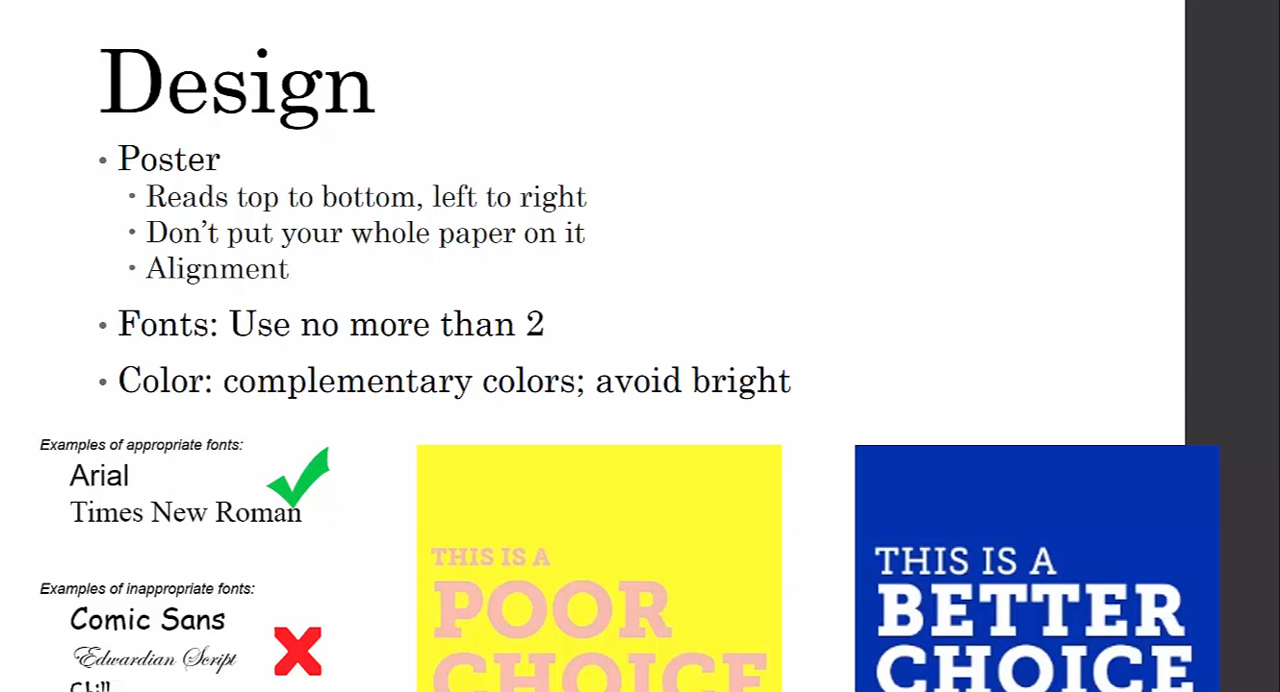 Design
• Poster
• Reads top to bottom, left to right
• Don’t put your whole paper on it
• Alignment
• Fonts: Use no more than 2
• Color: complementary colors; avoid bright
Examples of appropriate fonts:
Arial
Times New Roman
Examples of inappropriate fonts:
Comic Sans
Edwardian Script
THIS IS A
POOR
CHOICE
THIS IS A
BETTER
CHOICE